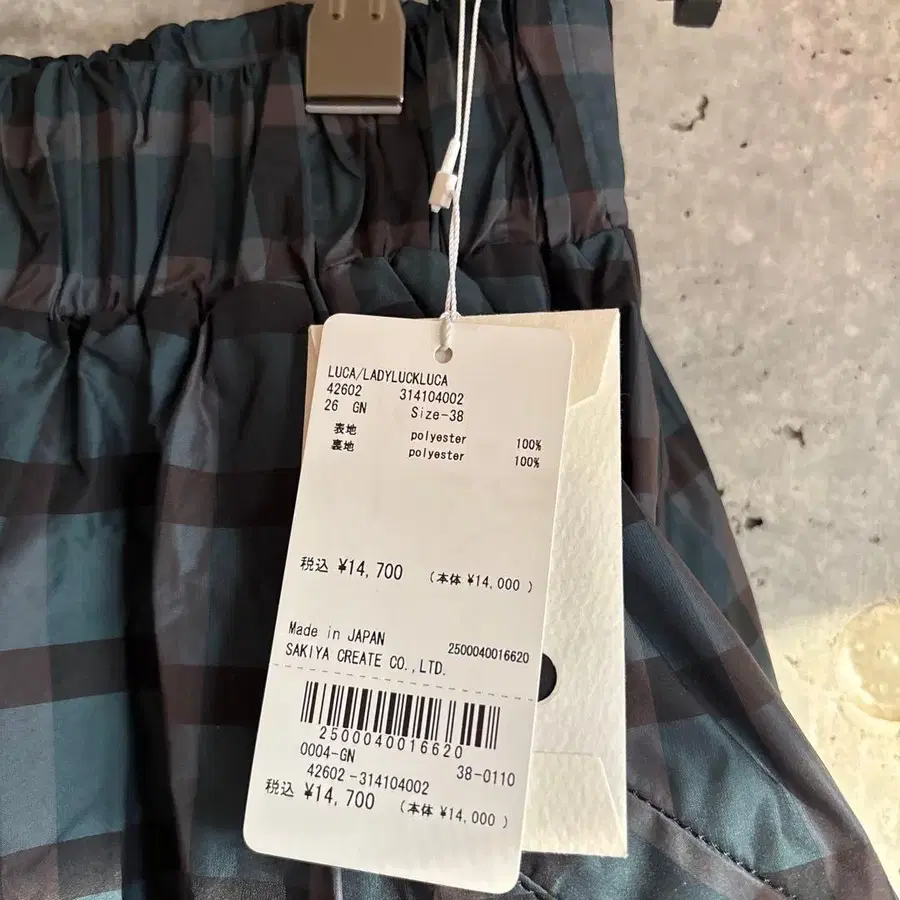 LUCA/LADYLUCKLUCA
42602 314104002
26 GN Size-38
表地 polyester 100%
裏地 polyester 100%
税込 ¥14,700 (本体 ¥14,000 )
Made in JAPAN
SAKIYA CREATE CO.,LTD. 2500040016620
2500040016620
0004-GN 38-0110
42602-314104002
税込 ¥14,700 (本体 ¥14,000 )